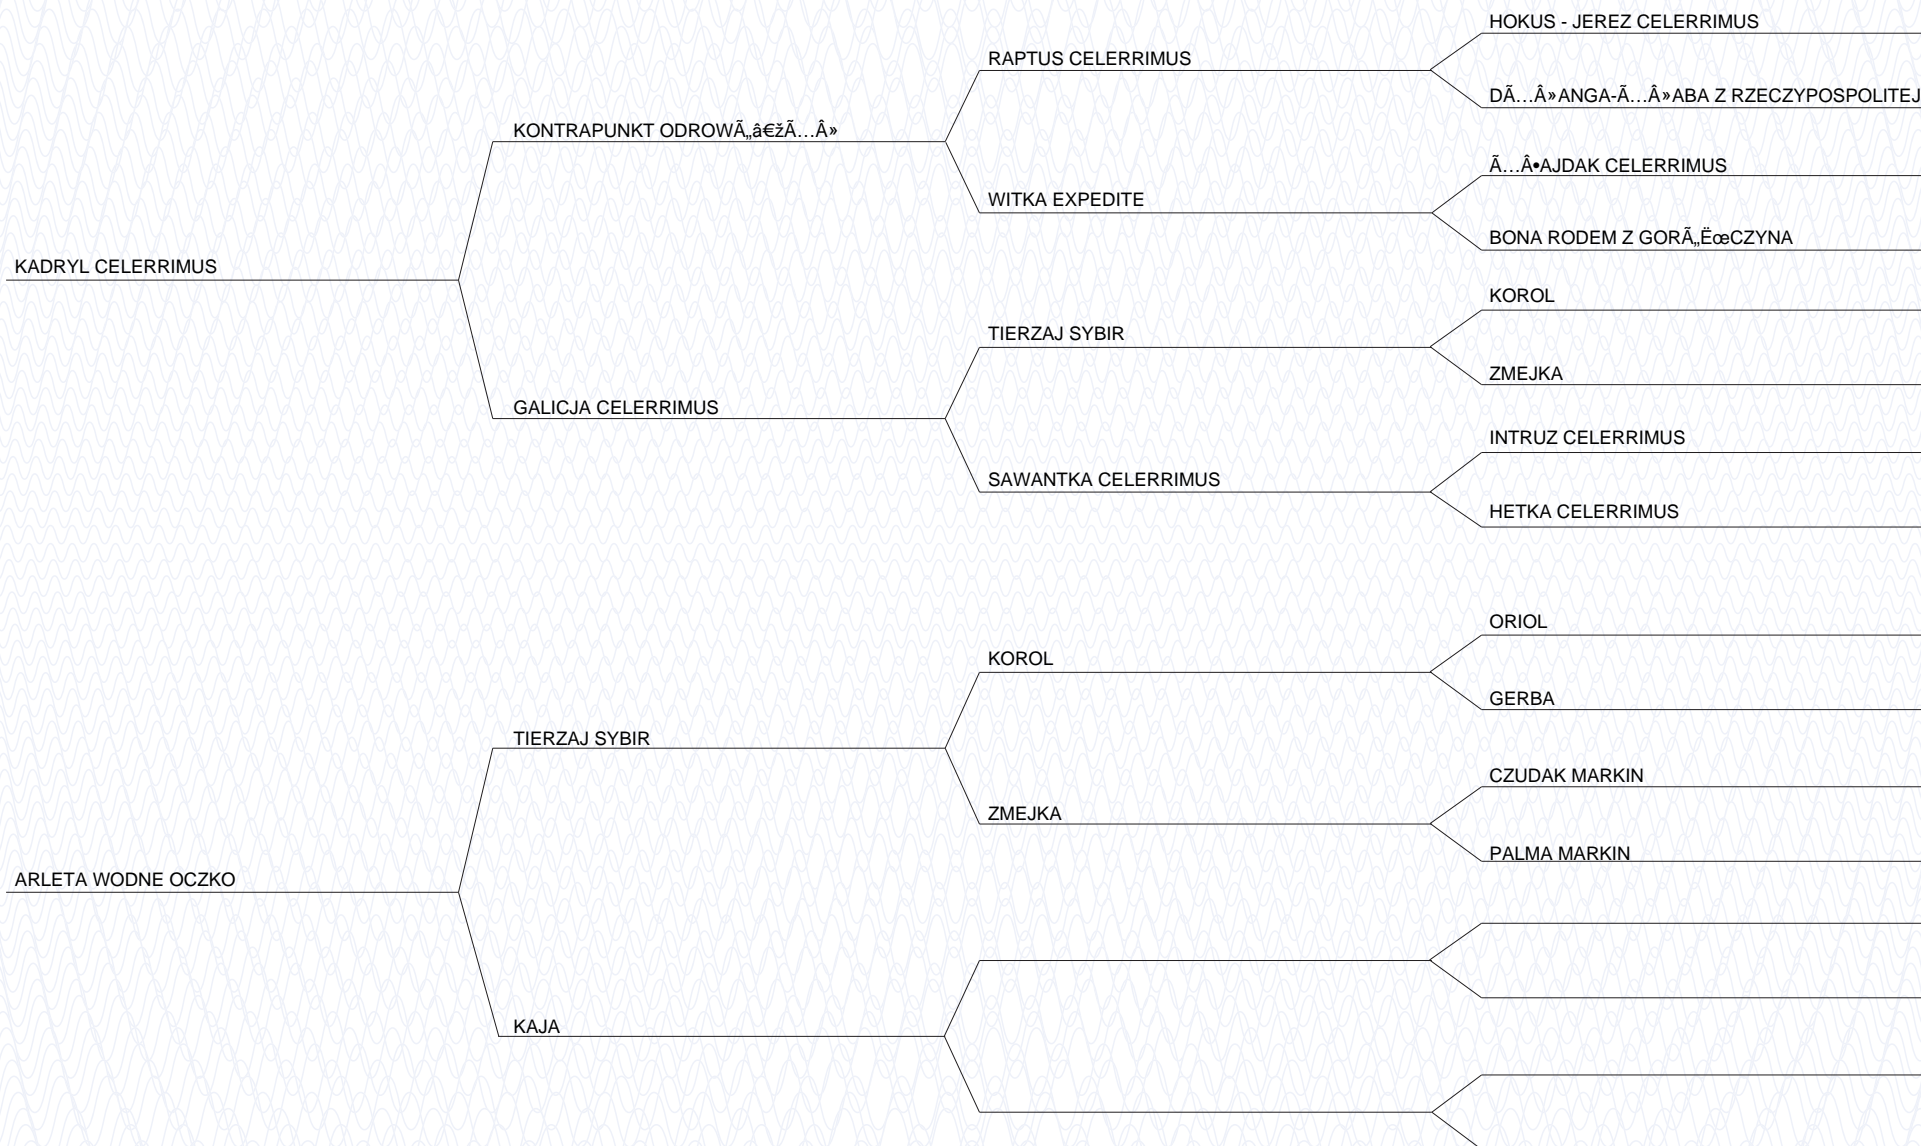 HOKUS - JEREZ CELERRIMUS
RAPTUS CELERRIMUS
DÃ…Â»ANGA-Ã…Â»ABA Z RZECZYPOSPOLITEJ
KONTRAPUNKT ODROWÃ„â€žÃ…Â»
Ã…Â•AJDAK CELERRIMUS
WITKA EXPEDITE
BONA RODEM Z GORÃ„ËœCZYNA
KADRYL CELERRIMUS
KOROL
TIERZAJ SYBIR
ZMEJKA
GALICJA CELERRIMUS
INTRUZ CELERRIMUS
SAWANTKA CELERRIMUS
HETKA CELERRIMUS
ORIOL
KOROL
GERBA
TIERZAJ SYBIR
CZUDAK MARKIN
ZMEJKA
PALMA MARKIN
ARLETA WODNE OCZKO
KAJA